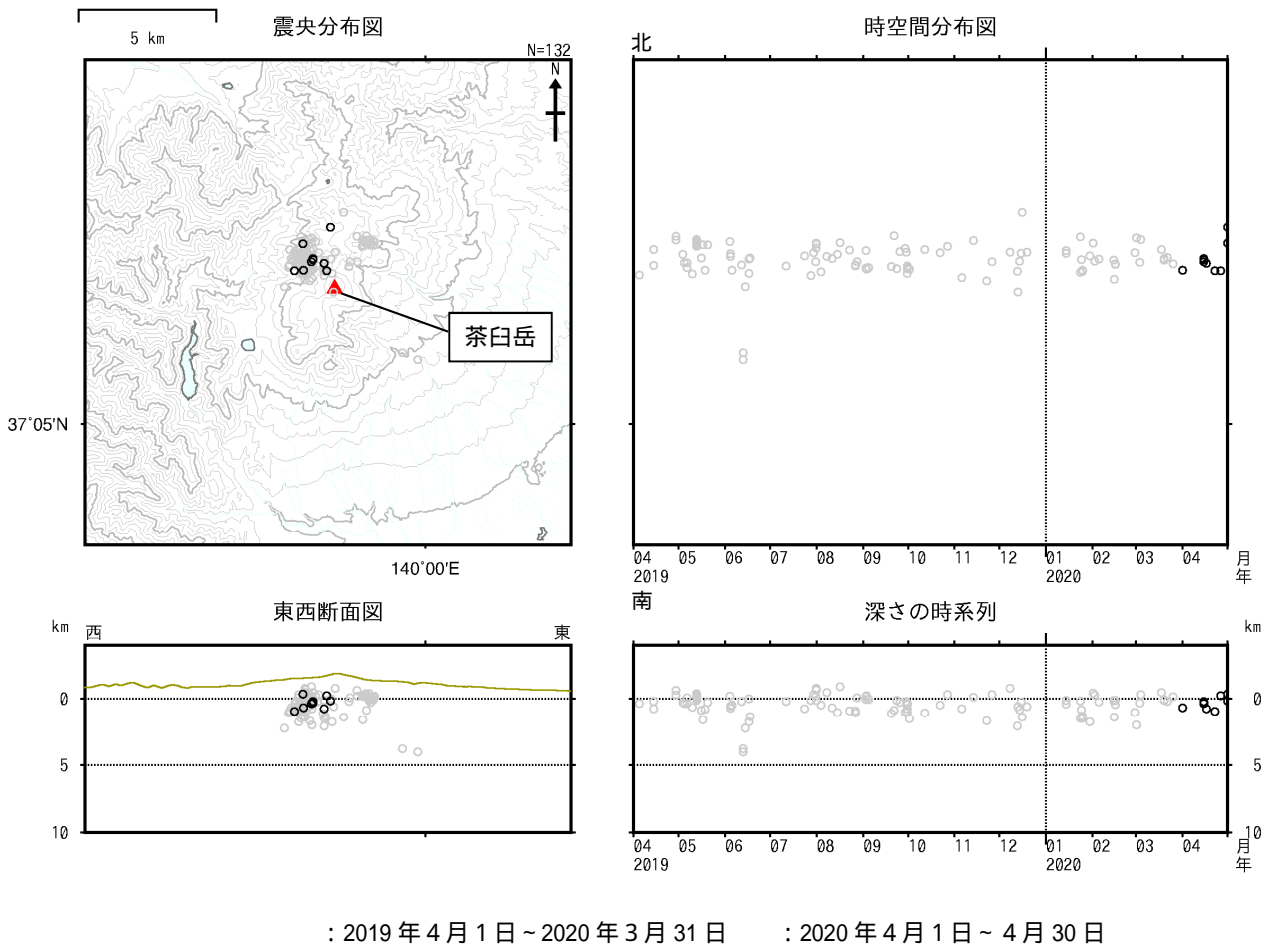 震央分布図
5 km
N=132
N
茶臼岳
37°05'N
140°00'E
時空間分布図
北
04 05 06 07 08 09 10 11 12 01 02 03 04 月
2019 2020 年
南
東西断面図
km 西 東
0
5
10
深さの時系列
km
0
5
10
04 05 06 07 08 09 10 11 12 01 02 03 04 月
2019 2020 年
：2019 年４月１日~2020 年３月 31 日 ：2020 年４月１日~ ４月 30 日